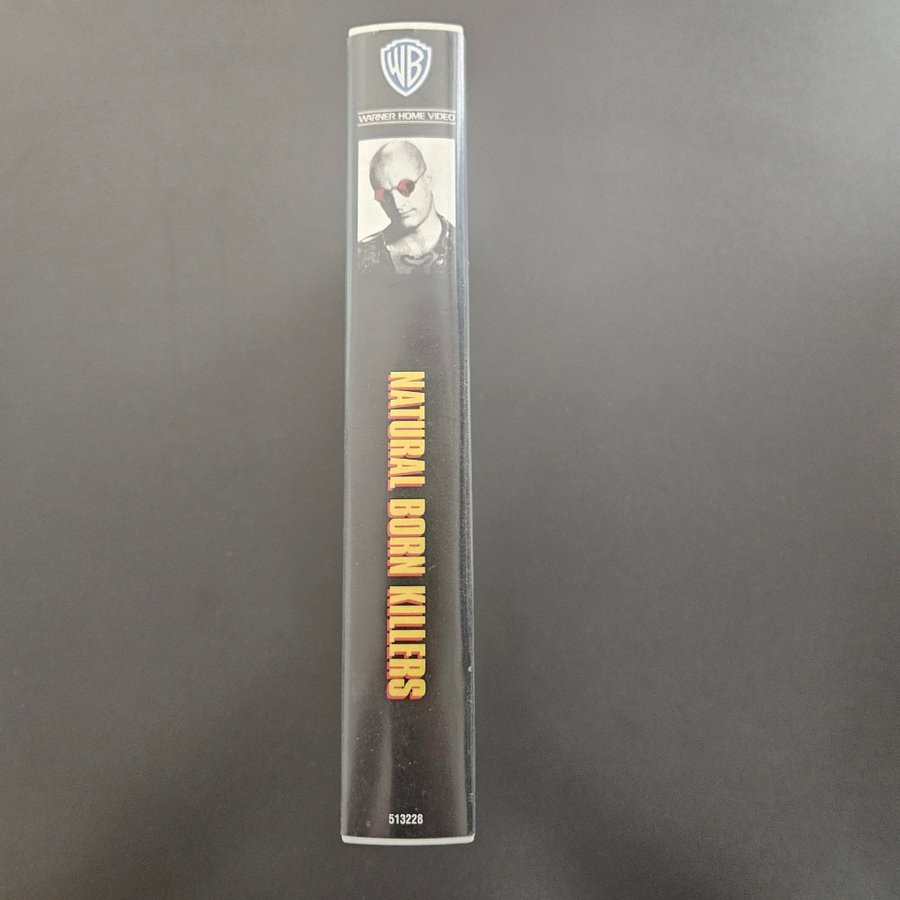 WB
WARNER HOME VIDEO
NATURAL BORN KILLERS
513228